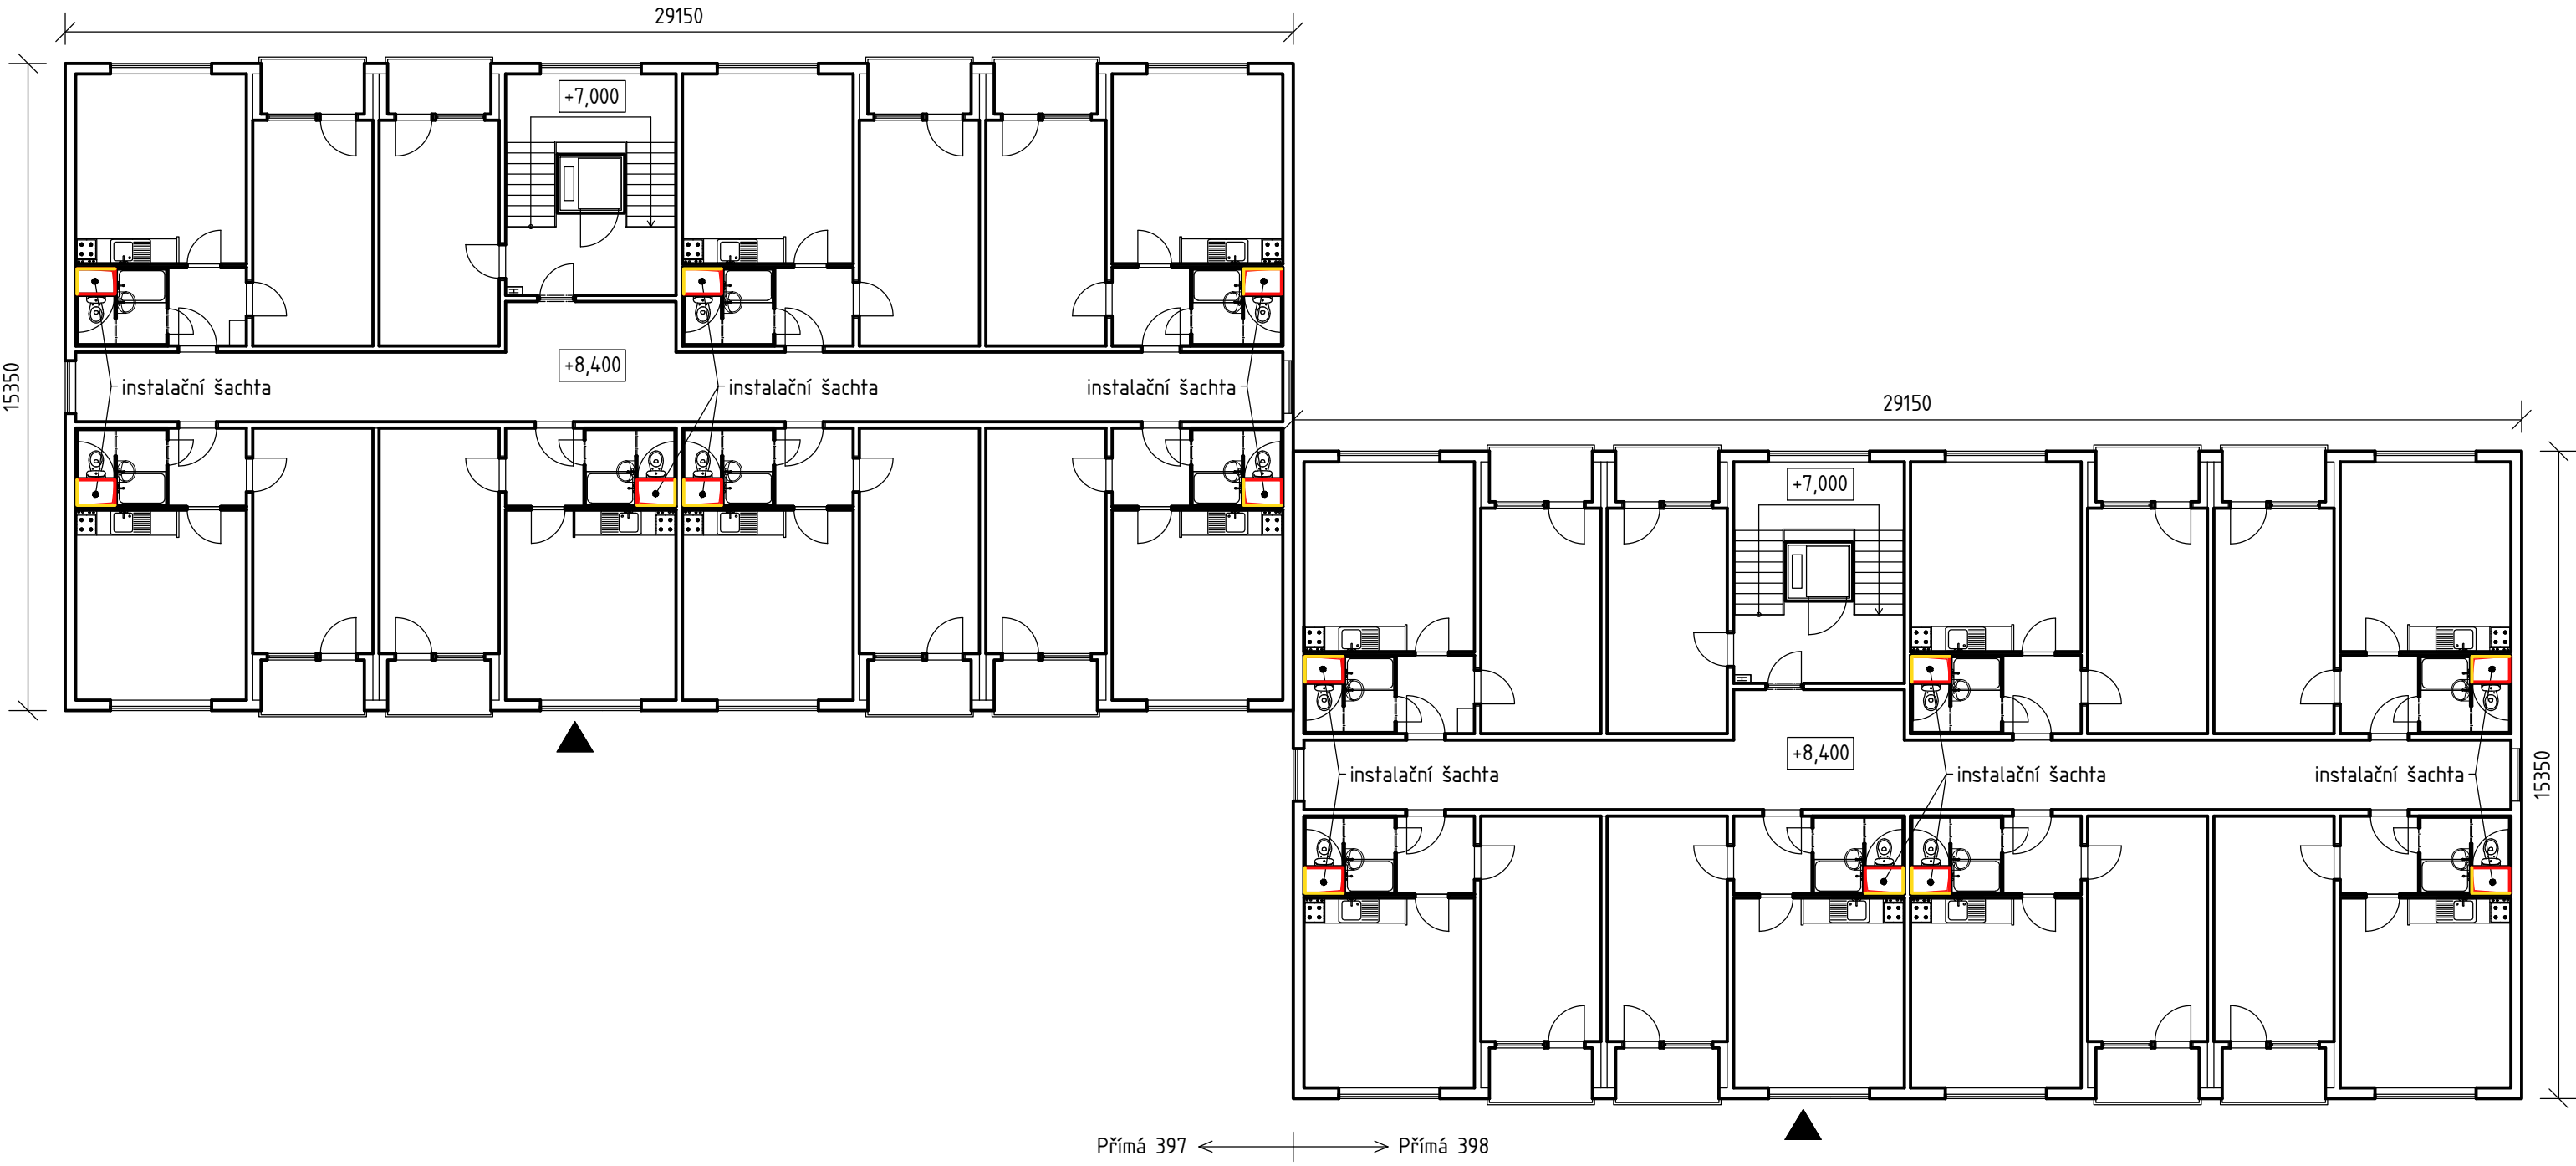 29150
+7,000
15350
+8,400
instalační šachta
instalační šachta
instalační šachta
29150
+7,000
+8,400
15350
instalační šachta
instalační šachta
instalační šachta
Přímá 397
Přímá 398